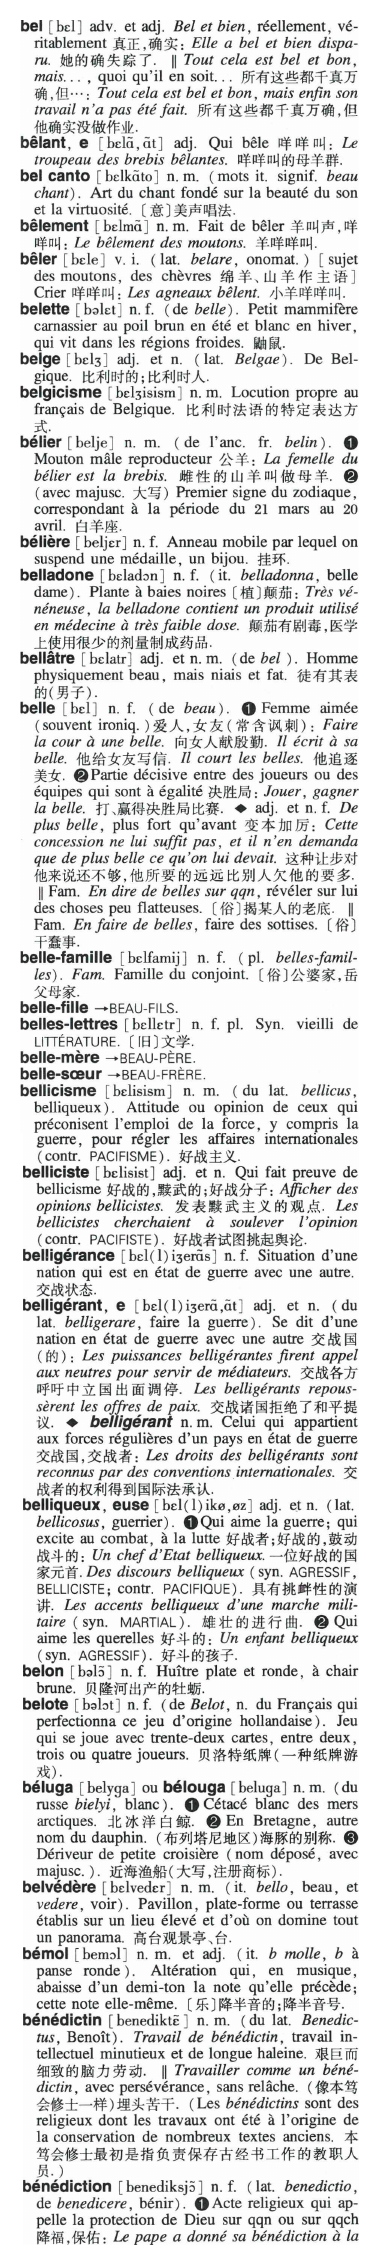 bel [bɛl] adv. et adj. Bel et bien, réellement, vé-
ritablement 真正,确实: Elle a bel et bien dispa-
ru. 她的确失踪了. ‖ Tout cela est bel et bon,
mais..., quoi qu'il en soit... 所有这些都千真万
确,但…: Tout cela est bel et bon, mais enfin son
travail n'a pas été fait. 所有这些都千真万确,但
他确实没做作业.
bêlant, e [bɛlɑ̃, ɑ̃t] adj. Qui bêle 咩咩叫: Le
troupeau des brebis bêlantes. 咩咩叫的母羊群.
bel canto [bɛlkɑ̃to] n. m. (mots it. signif. beau
chant). Art du chant fondé sur la beauté du son
et la virtuosité. [意]美声唱法.
bêlement [bɛlmɑ̃] n. m. Fait de bêler 羊叫声,咩
咩叫: Le bêlement des moutons. 羊咩咩叫.
bêler [bɛle] v. i. (lat. belare, onomat.) [sujet
des moutons, des chèvres 绵羊、山羊作主语]
Crier 咩咩叫: Les agneaux bêlent. 小羊咩咩叫.
belette [bəlɛt] n. f. (de belle). Petit mammifère
carnassier au poil brun en été et blanc en hiver,
qui vit dans les régions froides. 鼬鼠.
belge [bɛlʒ] adj. et n. (lat. Belgae). De Bel-
gique. 比利时的;比利时人.
belgicisme [bɛlʒisism] n. m. Locution propre au
français de Belgique. 比利时法语的特定表达方
式.
bélier [belje] n. m. (de l'anc. fr. belin). ❶
Mouton mâle reproducteur 公羊: La femelle du
bélier est la brebis. 雌性的山羊叫做母羊. ❷
(avec majusc. 大写) Premier signe du zodiaque,
correspondant à la période du 21 mars au 20
avril. 白羊座.
bélière [beljɛr] n. f. Anneau mobile par lequel on
suspend une médaille, un bijou. 挂环.
belladone [bɛladɔn] n. f. (it. belladonna, belle
dame). Plante à baies noires [植]颠茄: Très vé-
néneuse, la belladone contient un produit utilisé
en médecine à très faible dose. 颠茄有剧毒,医学
上使用很少的剂量制成药品.
bellâtre [bɛlatr] adj. et n. m. (de bel). Homme
physiquement beau, mais niais et fat. 徒有其表
的(男子).
belle [bɛl] n. f. (de beau). ❶ Femme aimée
(souvent ironiq.)爱人,女友(常含讽刺): Faire
la cour à une belle. 向女人献殷勤. Il écrit à sa
belle. 他给女友写信. Il court les belles. 他追逐
美女. ❷Partie décisive entre des joueurs ou des
équipes qui sont à égalité 决胜局: Jouer, gagner
la belle. 打、赢得决胜局比赛. ◆ adj. et n. f. De
plus belle, plus fort qu'avant 变本加厉: Cette
concession ne lui suffit pas, et il n'en demanda
que de plus belle ce qu'on lui devait. 这种让步对
他来说还不够,他所要的远远比别人欠他的要多.
‖ Fam. En dire de belles sur qqn, révéler sur lui
des choses peu flatteuses. [俗]揭某人的老底. ‖
Fam. En faire de belles, faire des sottises. [俗]
干蠢事.
belle-famille [bɛlfamij] n. f. (pl. belles-famil-
les). Fam. Famille du conjoint. [俗]公婆家,岳
父母家.
belle-fille →BEAU-FILS.
belles-lettres [bɛllɛtr] n. f. pl. Syn. vieilli de
LITTÉRATURE. [旧]文学.
belle-mère →BEAU-PÈRE.
belle-sœur →BEAU-FRÈRE.
bellicisme [bɛlisism] n. m. (du lat. bellicus,
belliqueux). Attitude ou opinion de ceux qui
préconisent l'emploi de la force, y compris la
guerre, pour régler les affaires internationales
(contr. PACIFISME). 好战主义.
belliciste [bɛlisist] adj. et n. Qui fait preuve de
bellicisme 好战的,黩武的;好战分子: Afficher des
opinions bellicistes. 发表黩武主义的观点. Les
bellicistes cherchaient à soulever l'opinion
(contr. PACIFISTE). 好战者试图挑起舆论.
belligérance [bɛl(l)iʒerɑ̃s] n. f. Situation d'une
nation qui est en état de guerre avec une autre.
交战状态.
belligérant, e [bɛl(l)iʒerɑ̃, ɑ̃t] adj. et n. (du
lat. belligerare, faire la guerre). Se dit d'une
nation en état de guerre avec une autre 交战国
(的): Les puissances belligérantes firent appel
aux neutres pour servir de médiateurs. 交战各方
呼吁中立国出面调停. Les belligérants repous-
sèrent les offres de paix. 交战诸国拒绝了和平提
议. ◆ belligérant n. m. Celui qui appartient
aux forces régulières d'un pays en état de guerre
交战国,交战者: Les droits des belligérants sont
reconnus par des conventions internationales. 交
战者的权利得到国际法承认.
belliqueux, euse [bɛl(l)ikø, øz] adj. et n. (lat.
bellicosus, guerrier). ❶Qui aime la guerre; qui
excite au combat, à la lutte 好战者;好战的,鼓动
战斗的: Un chef d'Etat belliqueux. 一位好战的国
家元首. Des discours belliqueux (syn. AGRESSIF,
BELLICISTE; contr. PACIFIQUE). 具有挑衅性的演
讲. Les accents belliqueux d'une marche mili-
taire (syn. MARTIAL). 雄壮的进行曲. ❷ Qui
aime les querelles 好斗的: Un enfant belliqueux
(syn. AGRESSIF). 好斗的孩子.
belon [bəlɔ̃] n. f. Huître plate et ronde, à chair
brune. 贝隆河出产的牡蛎.
belote [bəlɔt] n. f. (de Belot, n. du Français qui
perfectionna ce jeu d'origine hollandaise). Jeu
qui se joue avec trente-deux cartes, entre deux,
trois ou quatre joueurs. 贝洛特纸牌(一种纸牌游
戏).
béluga [belyga] ou bélouga [beluga] n. m. (du
russe bielyi, blanc). ❶ Cétacé blanc des mers
arctiques. 北冰洋白鲸. ❷ En Bretagne, autre
nom du dauphin. (布列塔尼地区)海豚的别称. ❸
Dériveur de petite croisière (nom déposé, avec
majusc.). 近海渔船(大写,注册商标).
belvédère [bɛlvedɛr] n. m. (it. bello, beau, et
vedere, voir). Pavillon, plate-forme ou terrasse
établis sur un lieu élevé et d'où on domine tout
un panorama. 高台观景亭、台.
bémol [bemɔl] n. m. et adj. (it. b molle, b à
panse ronde). Altération qui, en musique,
abaisse d'un demi-ton la note qu'elle précède;
cette note elle-même. [乐]降半音的;降半音号.
bénédictin [benediktɛ̃] n. m. (du lat. Benedic-
tus, Benoît). Travail de bénédictin, travail in-
tellectuel minutieux et de longue haleine. 艰巨而
细致的脑力劳动. ‖ Travailler comme un béné-
dictin, avec persévérance, sans relâche. (像本笃
会修士一样)埋头苦干. (Les bénédictins sont des
religieux dont les travaux ont été à l'origine de
la conservation de nombreux textes anciens. 本
笃会修士最初是指负责保存古经书工作的教职人
员.)
bénédiction [benediksjɔ̃] n. f. (lat. benedictio,
de benedicere, bénir). ❶Acte religieux qui ap-
pelle la protection de Dieu sur qqn ou sur qqch
降福,保佑: Le pape a donné sa bénédiction à la